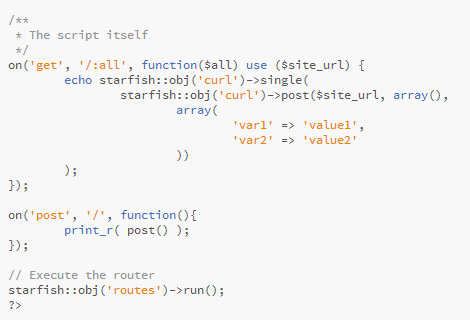 /**
 * The script itself
 */
on('get', '/:all', function($all) use ($site_url) {
        echo starfish::obj('curl')->single(
                starfish::obj('curl')->post($site_url, array(),
                        array(
                                'var1' => 'value1',
                                'var2' => 'value2'
                        ))
        );
});

on('post', '/', function(){
        print_r( post() );
});

// Execute the router
starfish::obj('routes')->run();
?>